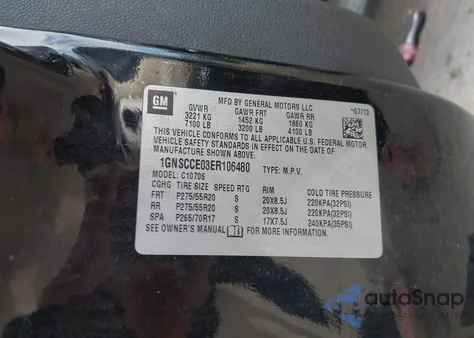 GM MFD BY GENERAL MOTORS LLC 07/13
GVWR GAWR FRT GAWR RR
3221 KG 1452 KG 1860 KG
7100 LB 3200 LB 4100 LB
THIS VEHICLE CONFORMS TO ALL APPLICABLE U.S. FEDERAL MOTOR
VEHICLE SAFETY STANDARDS IN EFFECT ON THE DATE OF
MANUFACTURE SHOWN ABOVE.
1GNSCCE03ER106480 TYPE: M.P.V.
MODEL: C10706
CGHG TIRE SIZE SPEED RTG RIM COLD TIRE PRESSURE
FRT P275/55R20 S 20X8.5J 220KPA(32PSI)
RR P275/55R20 S 20X8.5J 220KPA(32PSI)
SPA P265/70R17 S 17X7.5J 240KPA(35PSI)
SEE OWNER'S MANUAL FOR MORE INFORMATION.
autoSnap